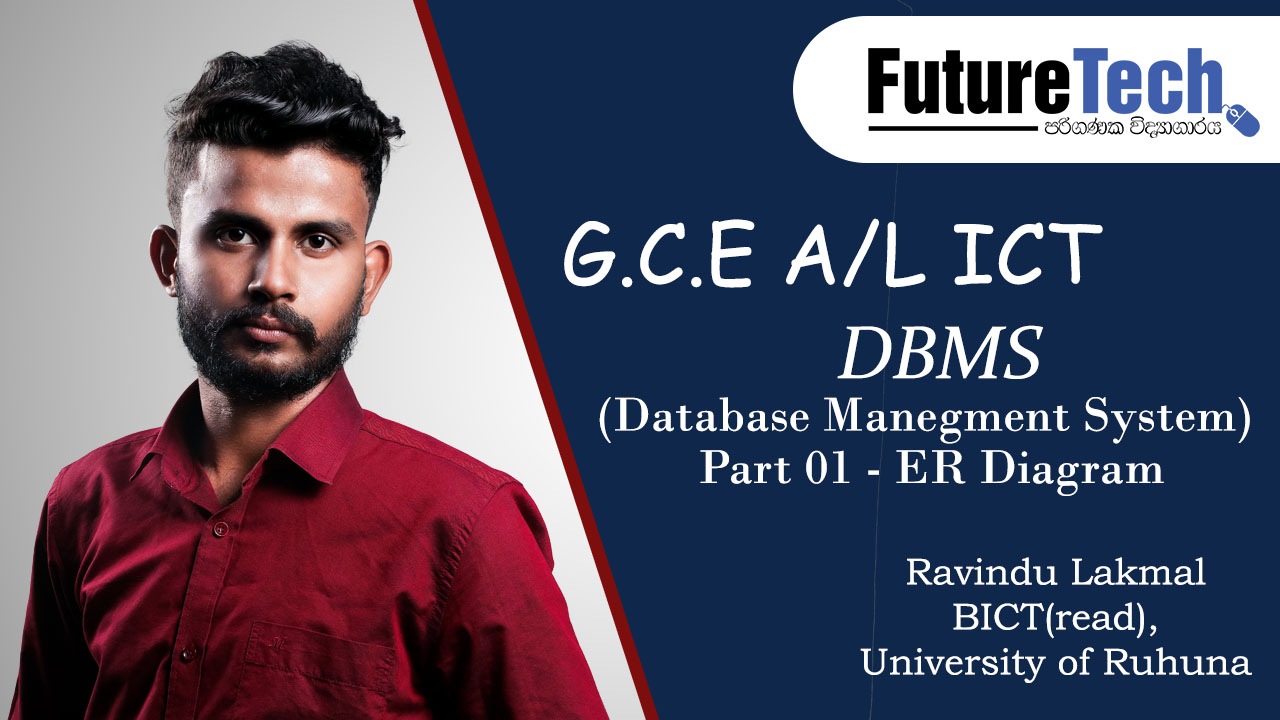 FutureTech
පරිගණක විද්‍යාගාරය
G.C.E A/L ICT
DBMS
(Database Manegment System)
Part 01 - ER Diagram
Ravindu Lakmal
BICT(read),
University of Ruhuna